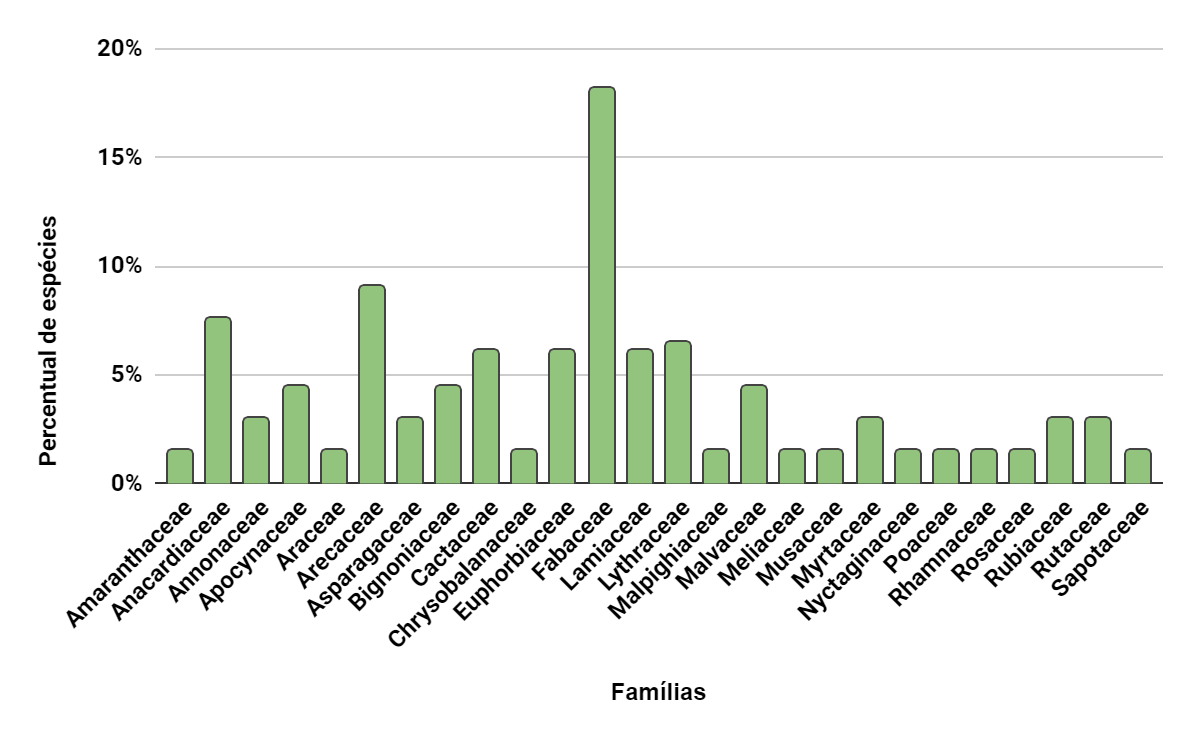 20%
15%
10%
5%
0%
Percentual de espécies
Amaranthaceae
Anacardiaceae
Annonaceae
Apocynaceae
Araceae
Arecaceae
Asparagaceae
Bignoniaceae
Cactaceae
Chrysobalanaceae
Euphorbiaceae
Fabaceae
Lamiaceae
Lythraceae
Malpighiaceae
Malvaceae
Meliaceae
Musaceae
Myrtaceae
Nyctaginaceae
Poaceae
Rhamnaceae
Rosaceae
Rubiaceae
Rutaceae
Sapotaceae
Famílias